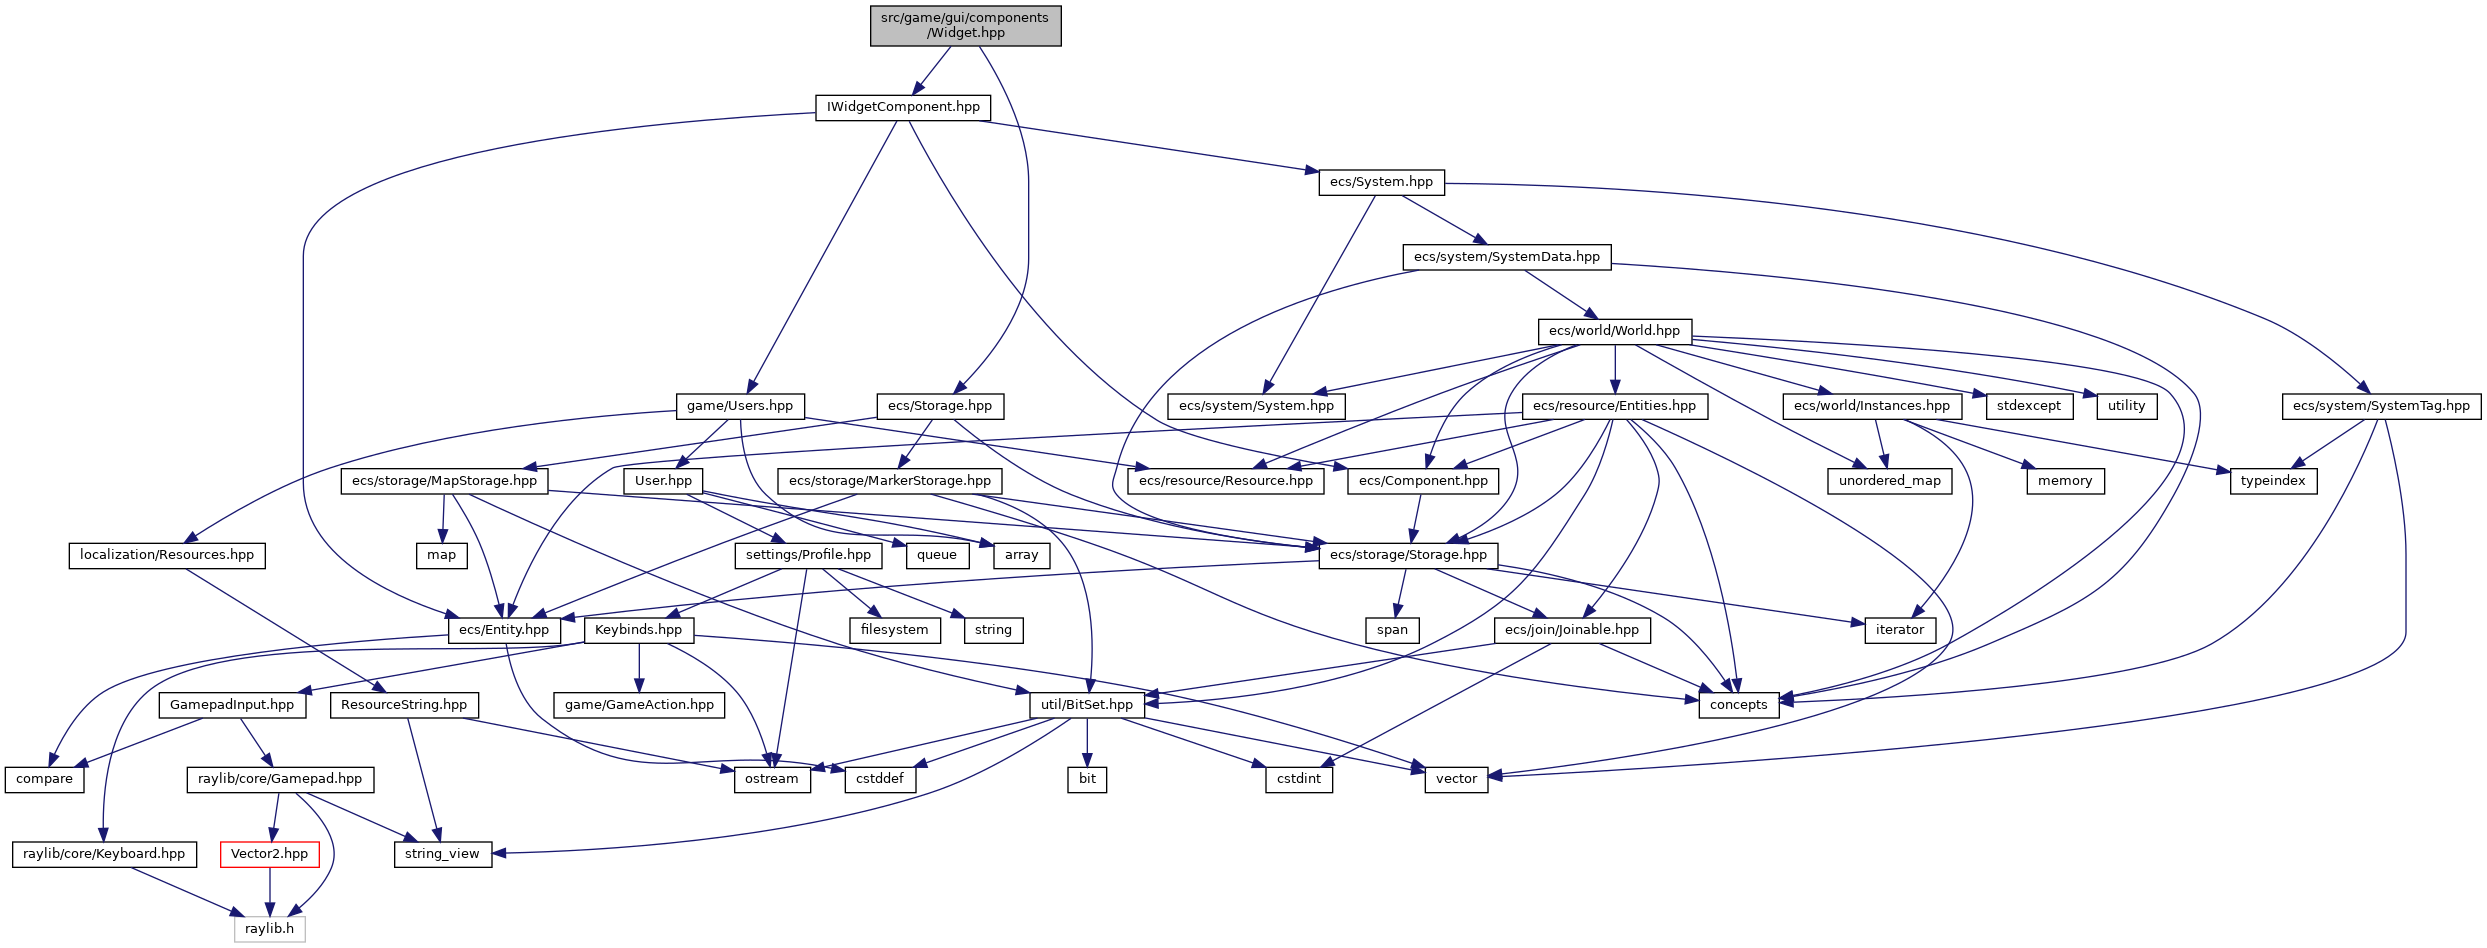 src/game/gui/components
/Widget.hpp
IWidgetComponent.hpp
ecs/System.hpp
ecs/system/SystemData.hpp
ecs/world/World.hpp
game/Users.hpp
ecs/Storage.hpp
ecs/system/System.hpp
ecs/resource/Entities.hpp
ecs/world/Instances.hpp
stdexcept
utility
ecs/system/SystemTag.hpp
ecs/storage/MapStorage.hpp
User.hpp
ecs/storage/MarkerStorage.hpp
ecs/resource/Resource.hpp
ecs/Component.hpp
unordered_map
memory
typeindex
localization/Resources.hpp
map
settings/Profile.hpp
queue
array
ecs/storage/Storage.hpp
ecs/Entity.hpp
Keybinds.hpp
filesystem
string
span
ecs/join/Joinable.hpp
iterator
GamepadInput.hpp
ResourceString.hpp
game/GameAction.hpp
util/BitSet.hpp
concepts
compare
raylib/core/Gamepad.hpp
ostream
cstddef
bit
cstdint
vector
raylib/core/Keyboard.hpp
Vector2.hpp
string_view
raylib.h